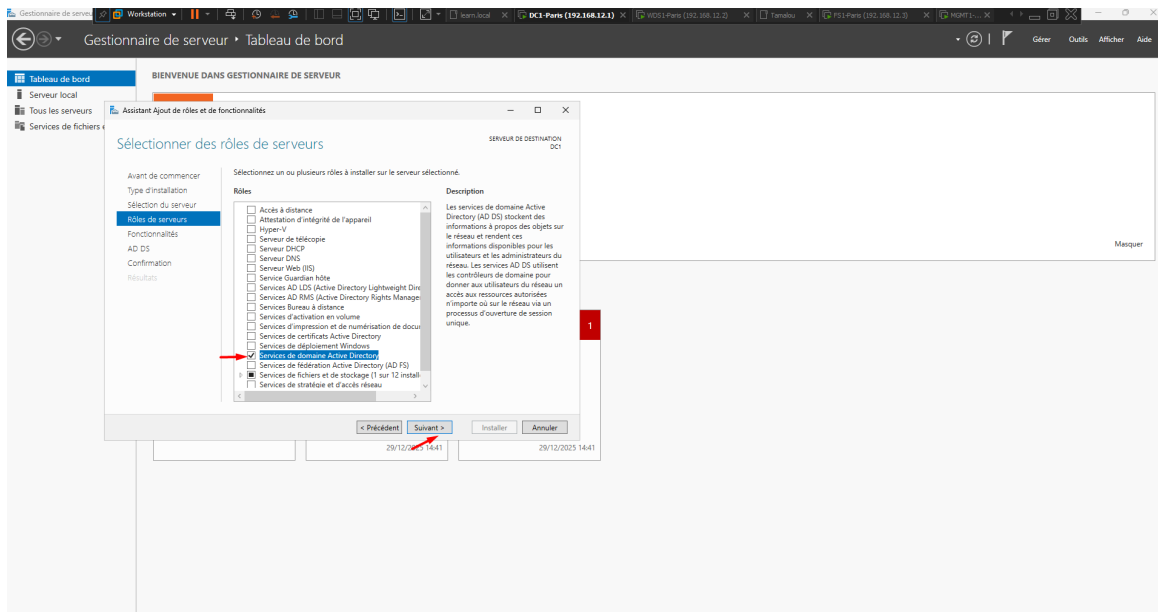 Gestionnaire de serveu
Workstation
learn.local
DC1-Paris (192.168.12.1)
WDS1-Paris (192.168.12.2)
Tamalou
FS1-Paris (192.168.12.3)
MGMT1-...
Gestionnaire de serveur
Tableau de bord
Gérer
Outils
Afficher
Aide
Tableau de bord
Serveur local
Tous les serveurs
Services de fichiers e
BIENVENUE DANS GESTIONNAIRE DE SERVEUR
Assistant Ajout de rôles et de fonctionnalités
Sélectionner des rôles de serveurs
SERVEUR DE DESTINATION
DC1
Avant de commencer
Type d'installation
Sélection du serveur
Rôles de serveurs
Fonctionnalités
AD DS
Confirmation
Résultats
Sélectionnez un ou plusieurs rôles à installer sur le serveur sélectionné.
Rôles
Accès à distance
Attestation d'intégrité de l'appareil
Hyper-V
Serveur de télécopie
Serveur DHCP
Serveur DNS
Serveur Web (IIS)
Service Guardian hôte
Services AD LDS (Active Directory Lightweight Dire
Services AD RMS (Active Directory Rights Manage
Services Bureau à distance
Services d'activation en volume
Services d'impression et de numérisation de docu
Services de certificats Active Directory
Services de déploiement Windows
Services de domaine Active Directory
Services de fédération Active Directory (AD FS)
Services de fichiers et de stockage (1 sur 12 install
Services de stratégie et d'accès réseau
Description
Les services de domaine Active
Directory (AD DS) stockent des
informations à propos des objets sur
le réseau et rendent ces
informations disponibles pour les
utilisateurs et les administrateurs du
réseau. Les services AD DS utilisent
les contrôleurs de domaine pour
donner aux utilisateurs du réseau un
accès aux ressources autorisées
n'importe où sur le réseau via un
processus d'ouverture de session
unique.
Masquer
1
< Précédent
Suivant >
Installer
Annuler
29/12/2025 14:41
29/12/2025 14:41